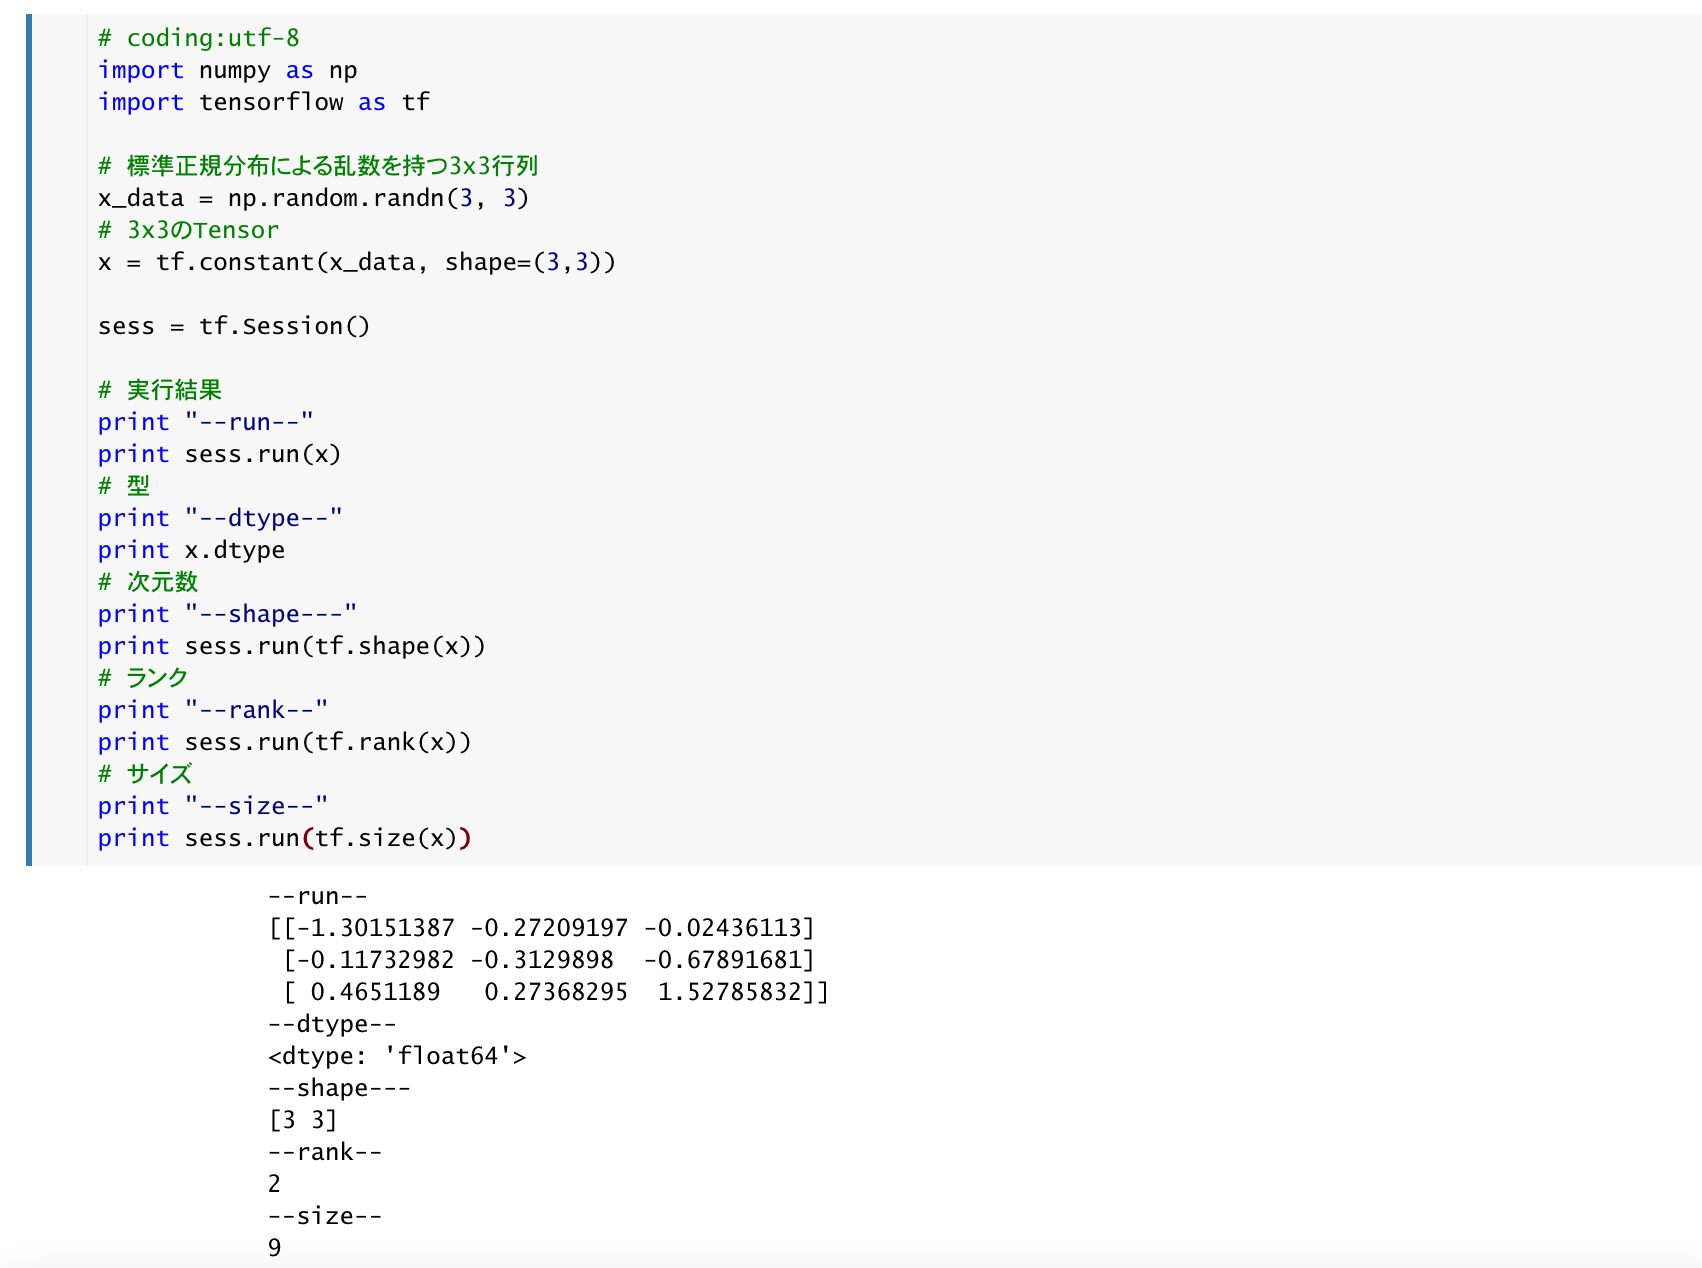 # coding:utf-8
import numpy as np
import tensorflow as tf
# 標準正規分布による乱数を持つ3x3行列
x_data = np.random.randn(3, 3)
# 3x3のTensor
x = tf.constant(x_data, shape=(3,3))
sess = tf.Session()
# 実行結果
print "--run--"
print sess.run(x)
# 型
print "--dtype--"
print x.dtype
# 次元数
print "--shape---"
print sess.run(tf.shape(x))
# ランク
print "--rank--"
print sess.run(tf.rank(x))
# サイズ
print "--size--"
print sess.run(tf.size(x))
--run--
[[-1.30151387 -0.27209197 -0.02436113]
 [-0.11732982 -0.3129898  -0.67891681]
 [ 0.4651189   0.27368295  1.52785832]]
--dtype--
<dtype: 'float64'>
--shape---
[3 3]
--rank--
2
--size--
9